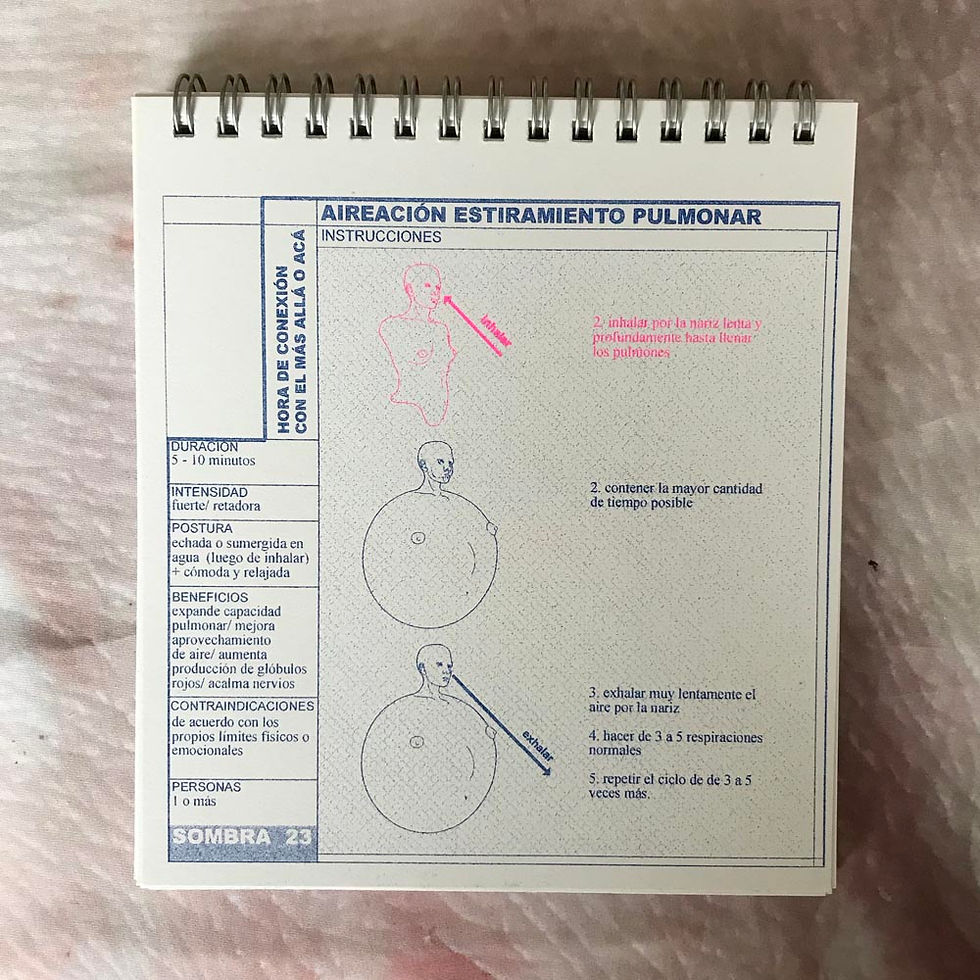 AIREACIÓN ESTIRAMIENTO PULMONAR
INSTRUCCIONES
HORA DE CONEXIÓN
CON EL MÁS ALLÁ O ACÁ
DURACIÓN
5 - 10 minutos
INTENSIDAD
fuerte/ retadora
POSTURA
echada o sumergida en
agua (luego de inhalar)
+ cómoda y relajada
BENEFICIOS
expande capacidad
pulmonar/ mejora
aprovechamiento
de aire/ aumenta
producción de glóbulos
rojos/ acalma nervios
CONTRAINDICACIONES
de acuerdo con los
propios límites físicos o
emocionales
PERSONAS
1 o más
SOMBRA 23
inhalar
2. inhalar por la nariz lenta y
profundamente hasta llenar
los pulmones
2. contener la mayor cantidad
de tiempo posible
exhalar
3. exhalar muy lentamente el
aire por la nariz
4. hacer de 3 a 5 respiraciones
normales
5. repetir el ciclo de de 3 a 5
veces más.